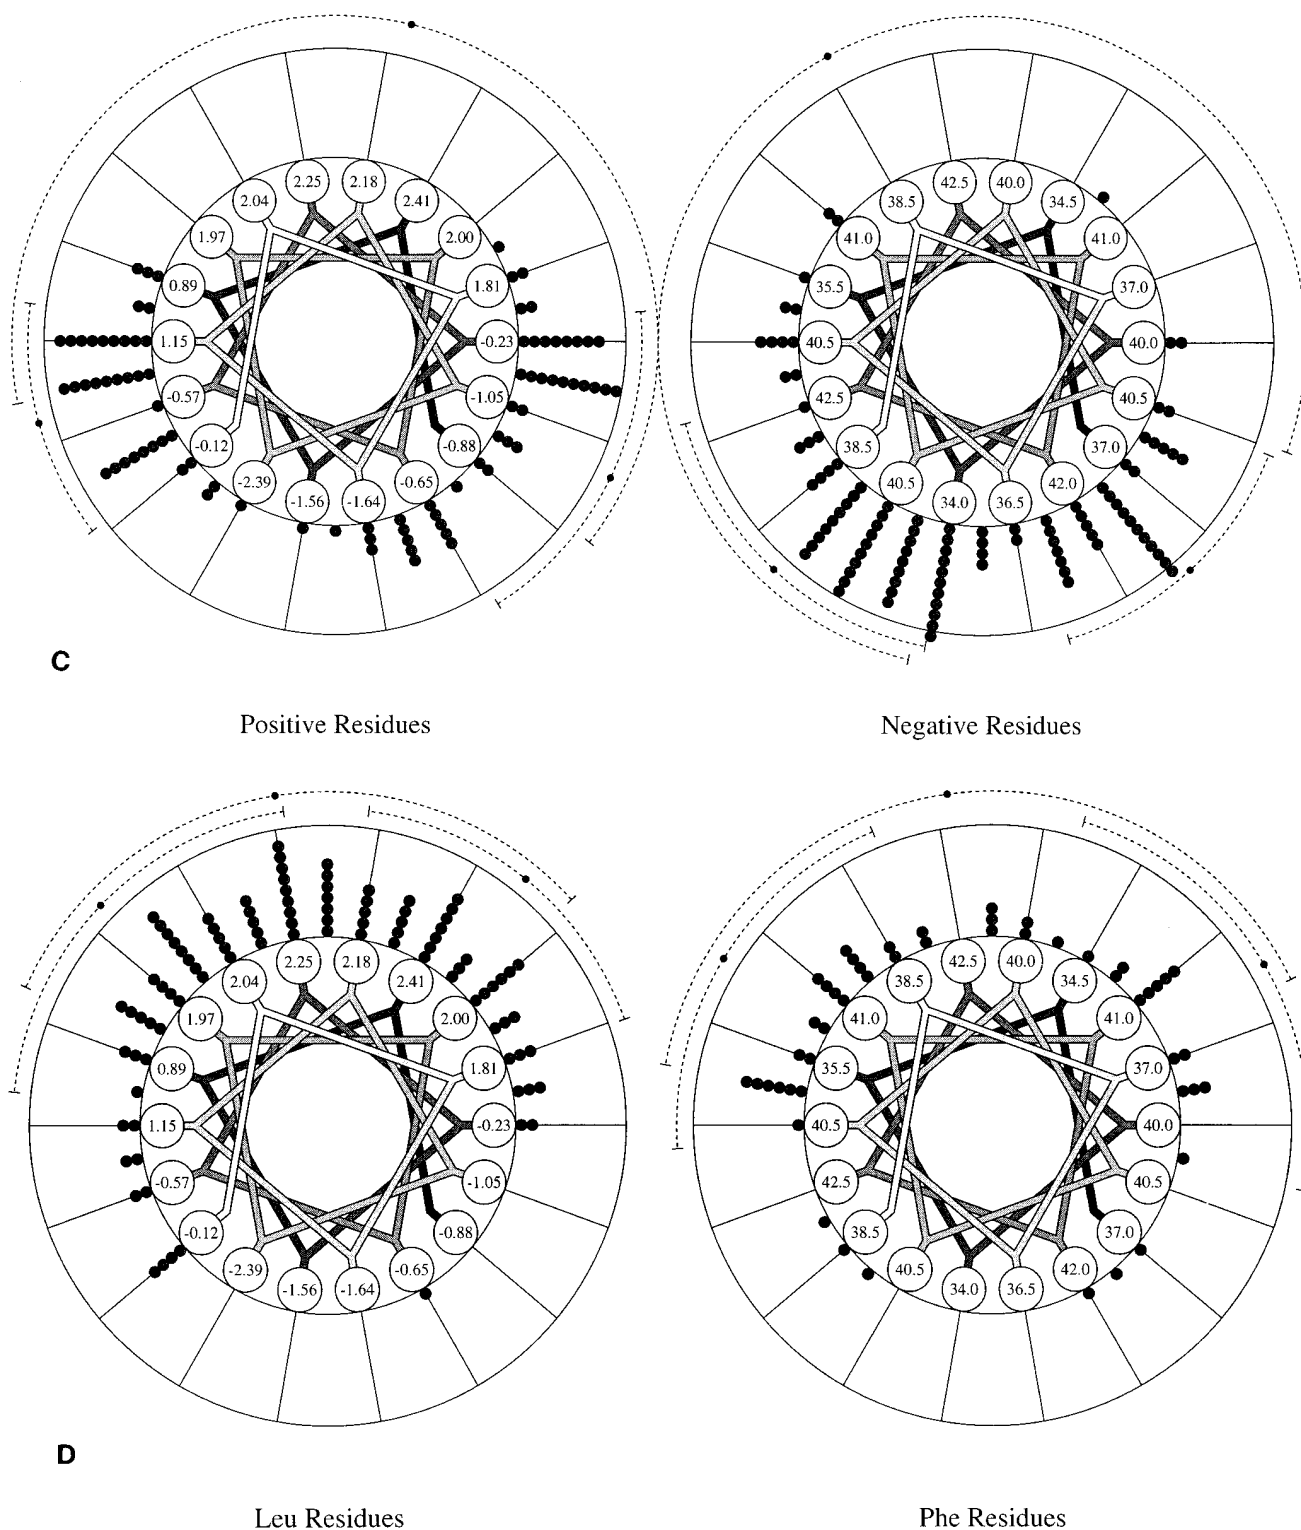 2.25 2.18 42.5 40.0
2.04 2.41 38.5 34.5
1.97 2.00 41.0 41.0
0.89 1.81 35.5 37.0
1.15 -0.23 40.5 40.0
-0.57 -1.05 42.5 40.5
-0.12 -0.88 38.5 37.0
-2.39 -0.65 40.5 42.0
-1.56 -1.64 34.0 36.5
C
Positive Residues Negative Residues
2.25 2.18 42.5 40.0
2.04 2.41 38.5 34.5
1.97 2.00 41.0 41.0
0.89 1.81 35.5 37.0
1.15 -0.23 40.5 40.0
-0.57 -1.05 42.5 40.5
-0.12 -0.88 38.5 37.0
-2.39 -0.65 40.5 42.0
-1.56 -1.64 34.0 36.5
D
Leu Residues Phe Residues